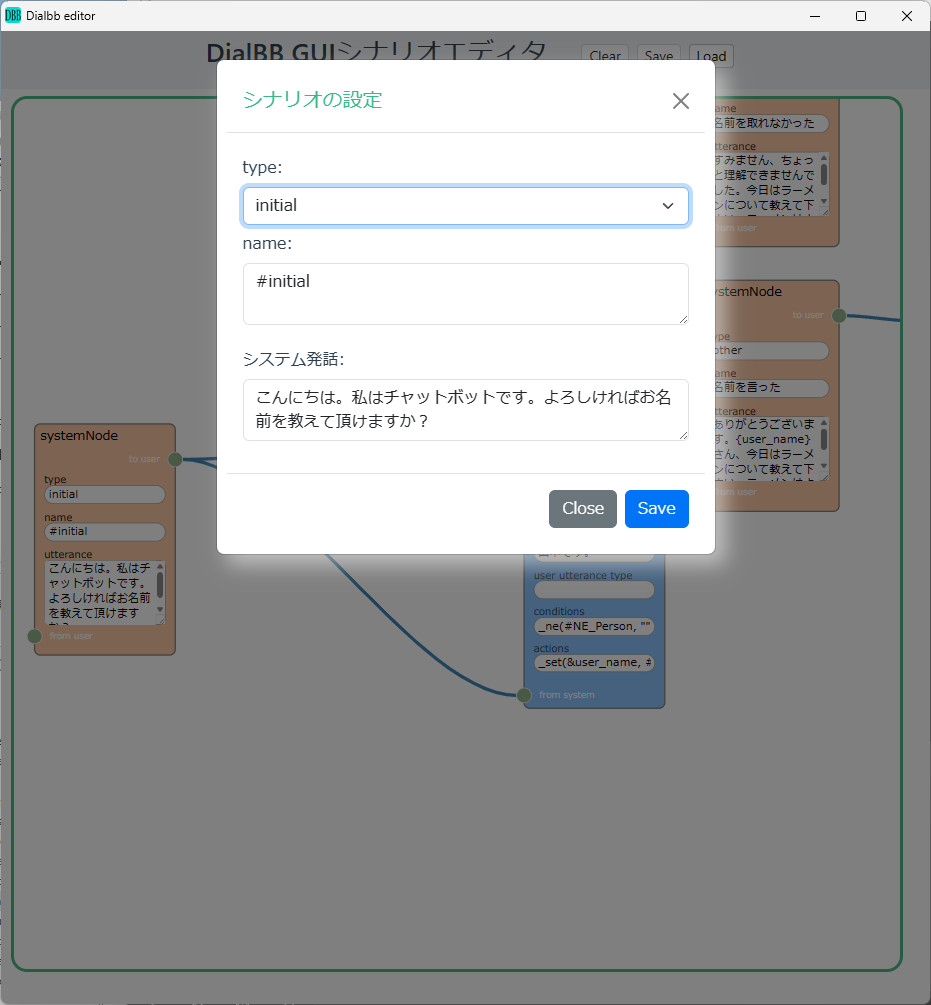 DBB Dialbb editor
DialBB GUIシナリオエディタ
Clear
Save
Load
シナリオの設定
type:
initial
name:
#initial
システム発話:
こんにちは。私はチャットボットです。よろしければお名
前を教えて頂けますか？
Close
Save
systemNode
to user
type
initial
name
#initial
utterance
こんにちは。私はチ
ャットボットです。
よろしければお名前
を教えて頂けます
from user
user utterance type
conditions
_ne(#NE_Person, ""
actions
_set(&user_name, #
from system
ame
名前を取れなかった
tterance
すみません、ちょっ
と理解できませんで
した。今日はラーメ
ンについて教えて下
rom user
ystemNode
to user
ype
other
ame
名前を言った
tterance
ありがとうございま
す。{user_name}
さん、今日はラーメ
ンについて教えて下
rom user